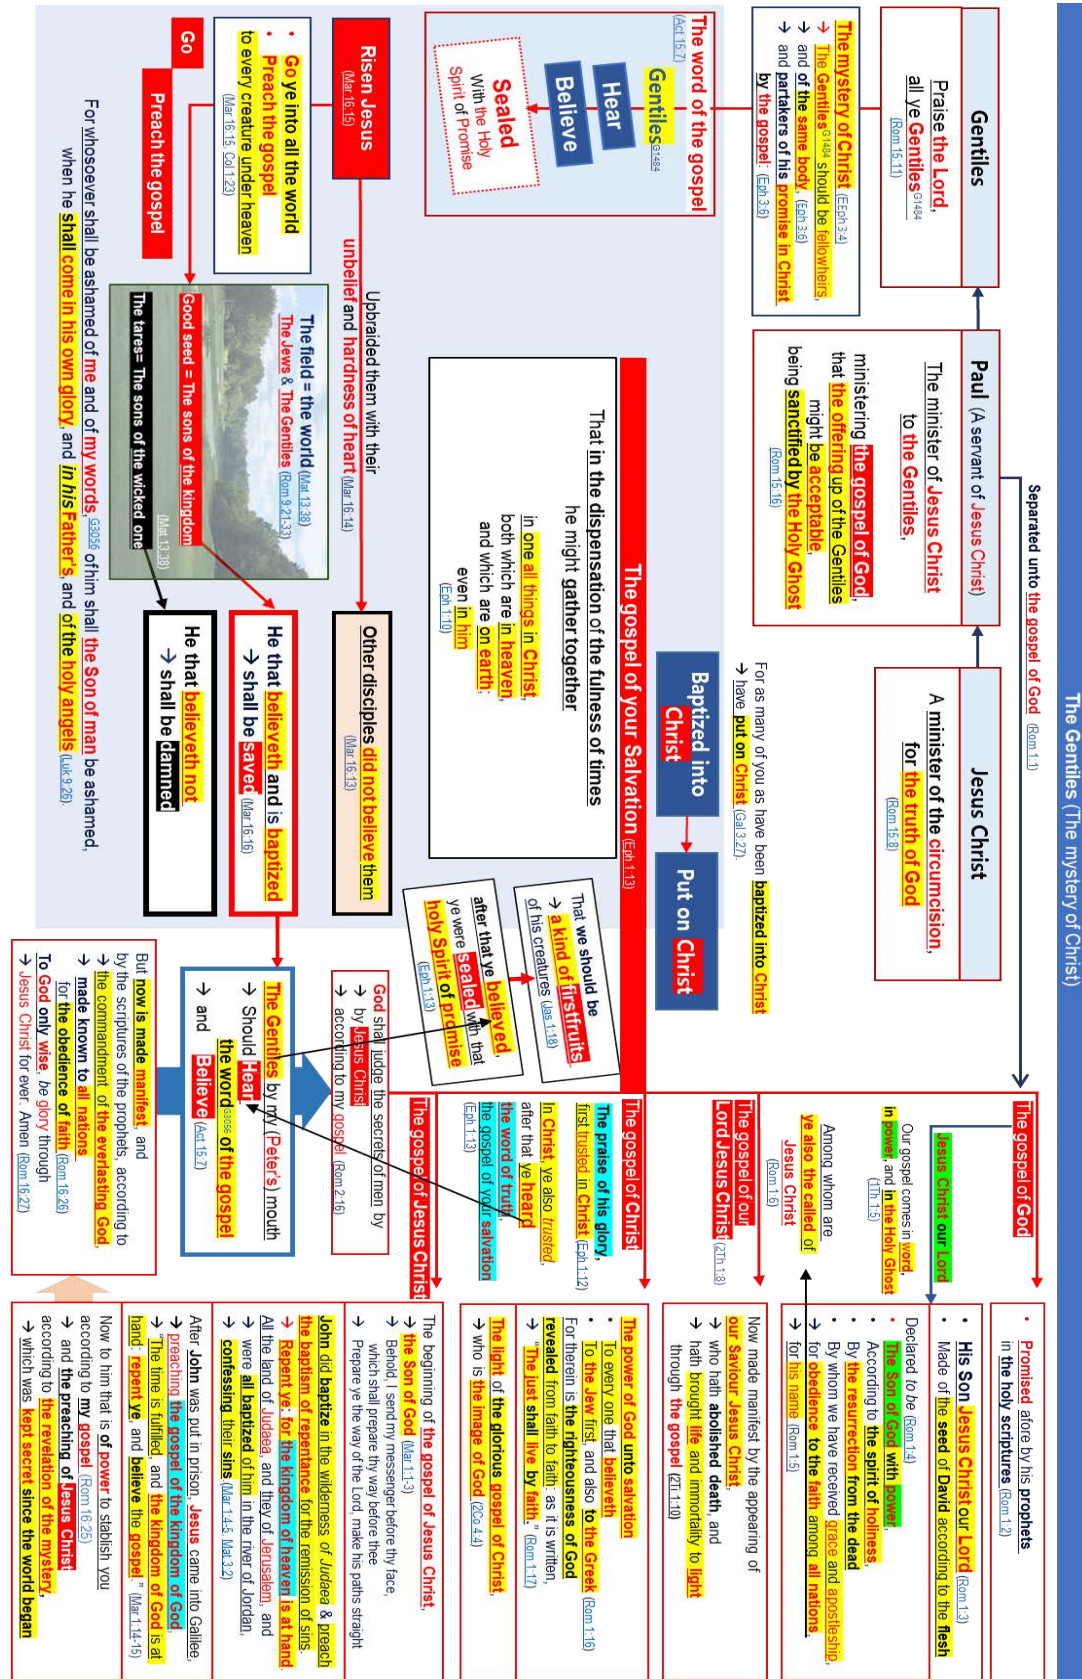 The Gentiles (The mystery of Christ)
Gentiles
Praise the Lord,
all ye Gentiles G1484
(Rom 15:11)
Paul (A servant of Jesus Christ)
The minister of Jesus Christ
to the Gentiles,
ministering the gospel of God,
that the offering up of the Gentiles
might be acceptable,
being sanctified by the Holy Ghost
(Rom 15:16)
Jesus Christ
A minister of the circumcision,
for the truth of God
(Rom 15:8)
Separated unto the gospel of God (Rom 1:1)
The mystery of Christ (EEph 3:4)
→ The Gentiles G1484 should be fellowheirs,
→ and of the same body, (Eph 3:6)
→ and partakers of his promise in Christ
by the gospel: (Eph 3:6)
The word of the gospel
(Act 15:7)
Gentiles G1484
Hear
Believe
Sealed
With the Holy
Spirit of Promise
For as many of you as have been baptized into Christ
→ have put on Christ (Gal 3:27).
Baptized into
Christ
Put on Christ
The gospel of your Salvation (Eph 1:13)
That in the dispensation of the fulness of times
he might gather together
in one all things in Christ,
both which are in heaven,
and which are on earth;
even in him
(Eph 1:10)
That we should be
→ a kind of firstfruits
of his creatures (Jas 1:18)
after that ye believed,
ye were sealed with that
holy Spirit of promise
(Eph 1:13)
Risen Jesus
(Mar 16:15)
Upbraided them with their
unbelief and hardness of heart (Mar 16:14)
Other disciples did not believe them
(Mar 16:13)
• Go ye into all the world
• Preach the gospel
to every creature under heaven
(Mar 16:15, Col 1:23)
Go
Preach the gospel
The field = the world (Mat 13:38)
The Jews & The Gentiles (Rom 9:21-33)
Good seed = The sons of the kingdom
The tares= The sons of the wicked one
(Mat 13:38)
He that believeth and is baptized
→ shall be saved (Mar 16:16)
He that believeth not
→ shall be damned
For whosoever shall be ashamed of me and of my words, G3056 of him shall the Son of man be ashamed,
when he shall come in his own glory, and in his Father's, and of the holy angels (Luk 9:26).
The gospel of God
• Promised afore by his prophets
in the holy scriptures (Rom 1:2)
Jesus Christ our Lord
• His Son Jesus Christ our Lord (Rom 1:3)
• Made of the seed of David according to the flesh
Declared to be (Rom 1:4)
• The Son of God with power,
• According to the spirit of holiness,
• By the resurrection from the dead
• By whom we have received grace and apostleship,
→ for obedience to the faith among all nations,
→ for his name (Rom 1:5)
Our gospel comes in word,
in power, and in the Holy Ghost
(1Th 1:5)
Among whom are
ye also the called of
Jesus Christ
(Rom 1:6)
The gospel of our
Lord Jesus Christ (2Th 1:8)
Now made manifest by the appearing of
our Saviour Jesus Christ,
→ who hath abolished death, and
→ hath brought life and immortality to light
through the gospel (2Ti 1:10)
The gospel of Christ
The power of God unto salvation
• To every one that believeth
• To the Jew first, and also to the Greek (Rom 1:16)
For therein is the righteousness of God
revealed from faith to faith: as it is written,
→ "The just shall live by faith." (Rom 1:17)
The light of the glorious gospel of Christ,
→ who is the image of God (2Co 4:4)
The praise of his glory,
first trusted in Christ (Eph 1:12)
In Christ, ye also trusted,
after that ye heard
the word of truth,
the gospel of your salvation
(Eph 1:13)
The gospel of Jesus Christ
The beginning of the gospel of Jesus Christ,
→ the Son of God (Mar 1:1-3)
→ Behold, I send my messenger before thy face,
which shall prepare thy way before thee
→ Prepare ye the way of the Lord, make his paths straight
John did baptize in the wilderness of Judaea & preach
the baptism of repentance for the remission of sins.
→ Repent ye: for the kingdom of heaven is at hand.
All the land of Judaea, and they of Jerusalem, and
→ were all baptized of him in the river of Jordan,
→ confessing their sins (Mar 1:4-5, Mat 3:2)
After John was put in prison, Jesus came into Galilee,
→ preaching the gospel of the kingdom of God,
→ "The time is fulfilled, and the kingdom of God is at
hand: repent ye, and believe the gospel." (Mar 1:14-15)
Now to him that is of power to stablish you
according to my gospel (Rom 16:25)
→ and the preaching of Jesus Christ
according to the revelation of the mystery,
→ which was kept secret since the world began
God shall judge the secrets of men by
→ by Jesus Christ
→ according to my gospel (Rom 2:16)
The Gentiles by my (Peter's) mouth
→ Should Hear
the word G3056 of the gospel
→ and Believe (Act 15:7)
But now is made manifest, and
by the scriptures of the prophets, according to
→ the commandment of the everlasting God,
→ made known to all nations
for the obedience of faith (Rom 16:26)
To God only wise, be glory through
→ Jesus Christ for ever. Amen (Rom 16:27)